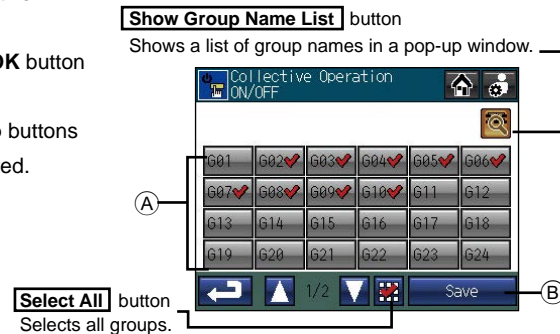 Show Group Name List button
Shows a list of group names in a pop-up window.
OK button
buttons
ed.
Collective Operation
ON/OFF
G01 G02 G03 G04 G05 G06
G07 G08 G09 G10 G11 G12
G13 G14 G15 G16 G17 G18
G19 G20 G21 G22 G23 G24
1/2 Save
A
B
Select All button
Selects all groups.